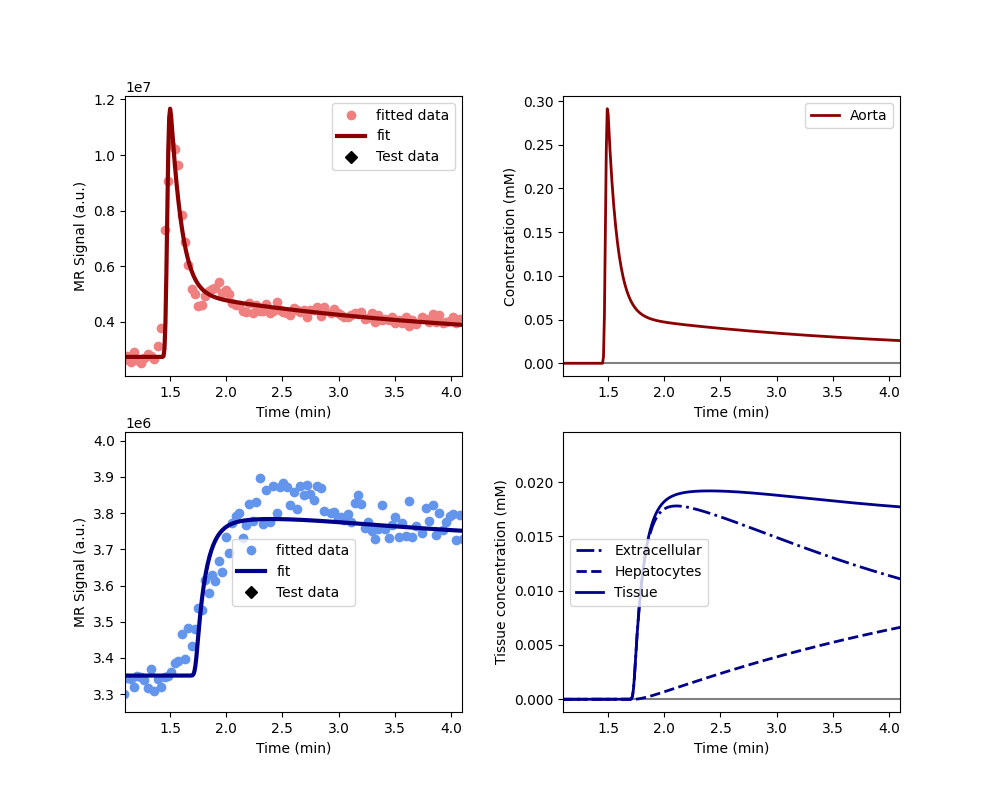 1e7
1.2
1.0
0.8
0.6
0.4
MR Signal (a.u.)
fitted data
fit
Test data
1.5 2.0 2.5 3.0 3.5 4.0
Time (min)
0.30
0.25
0.20
0.15
0.10
0.05
0.00
Concentration (mM)
Aorta
1.5 2.0 2.5 3.0 3.5 4.0
Time (min)
1e6
4.0
3.9
3.8
3.7
3.6
3.5
3.4
3.3
MR Signal (a.u.)
fitted data
fit
Test data
1.5 2.0 2.5 3.0 3.5 4.0
Time (min)
0.020
0.015
0.010
0.005
0.000
Tissue concentration (mM)
Extracellular
Hepatocytes
Tissue
1.5 2.0 2.5 3.0 3.5 4.0
Time (min)